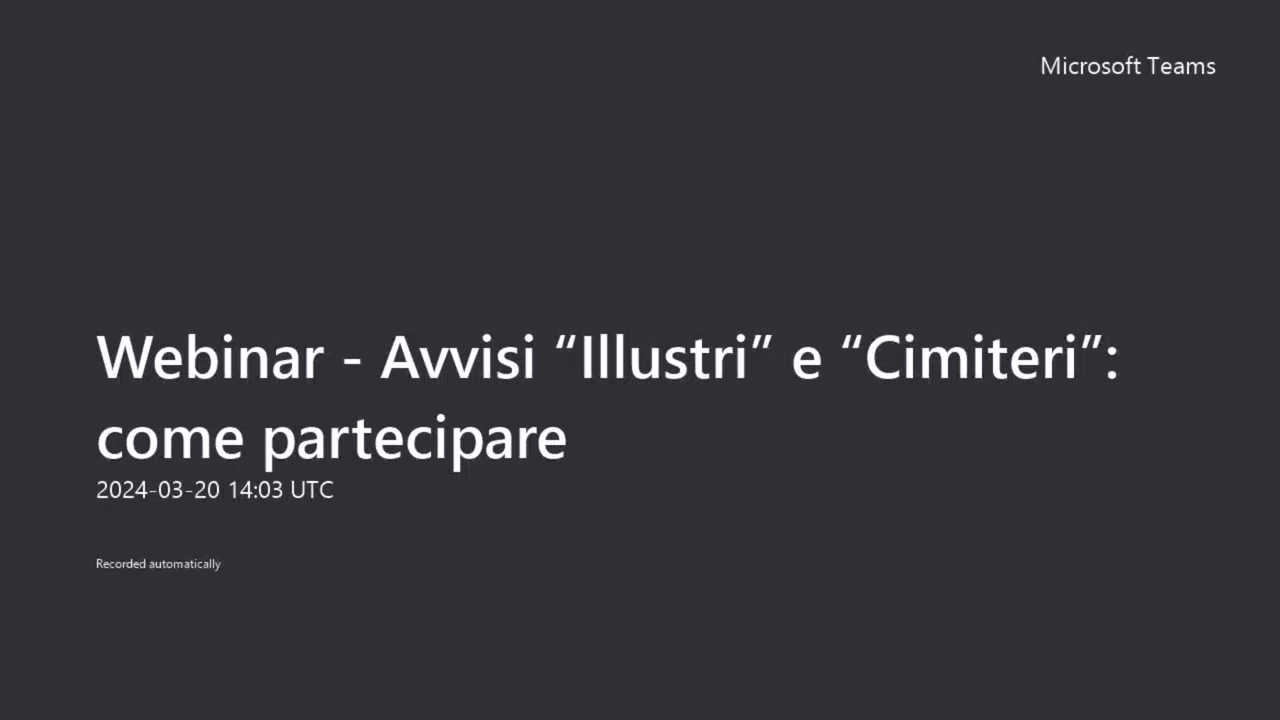 Microsoft Teams
Webinar - Avvisi “Illustri” e “Cimiteri”:
come partecipare
2024-03-20 14:03 UTC
Recorded automatically